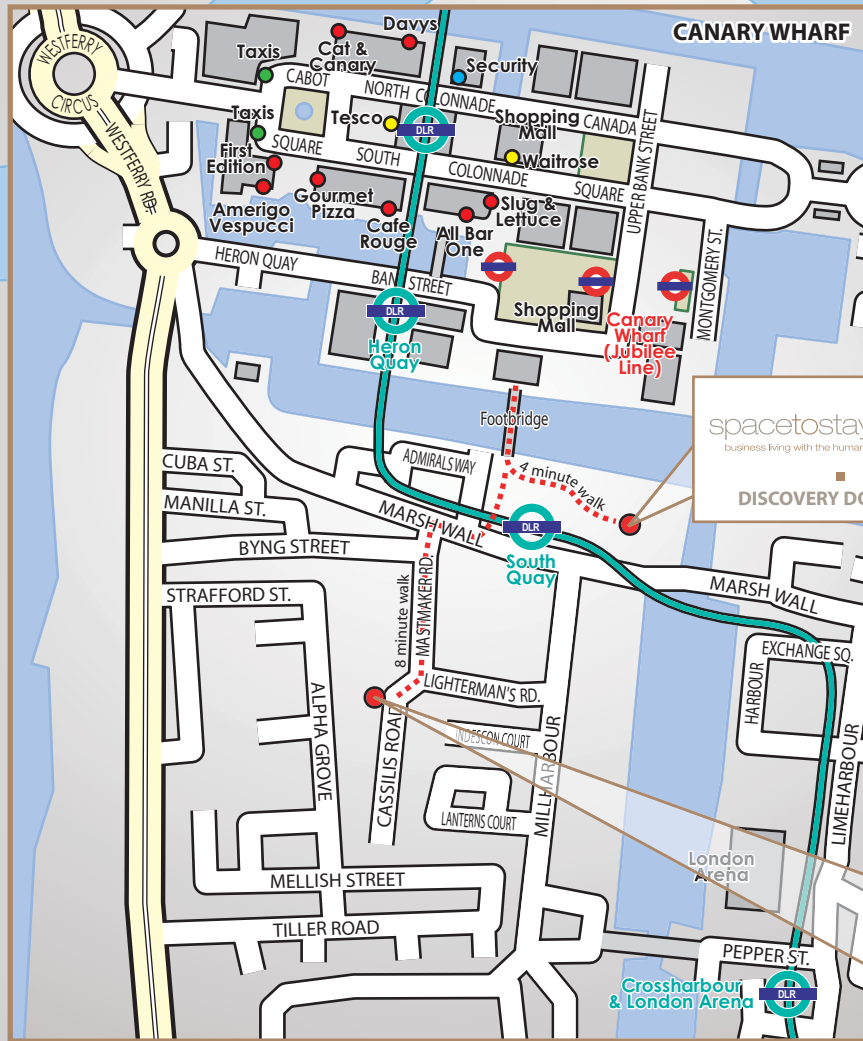 CANARY WHARF
Davys
Cat &
Canary
Taxis
Security
WESTFERRY
CIRCUS
WESTFERRY RD.
CABOT
SQUARE
NORTH COLONNADE
CANADA
SQUARE
Taxis
Tesco
DLR
Shopping
Mall
Waitrose
First
Edition
SOUTH
COLONNADE
UPPER BANK STREET
Amerigo
Vespucci
Gourmet
Pizza
Cafe
Rouge
All Bar
One
Slug &
Lettuce
HERON QUAY
BANK STREET
MONTGOMERY ST.
DLR
Heron
Quay
Shopping
Mall
Canary
Wharf
(Jubilee
Line)
Footbridge
spacetostay
business living with the human
DISCOVERY DO
ADMIRALS WAY
4 minute walk
CUBA ST.
MANILLA ST.
MARSH WALL
BYNG STREET
DLR
South
Quay
MARSH WALL
STRAFFORD ST.
8 minute walk
MASTMAKER RD.
EXCHANGE SQ.
HARBOUR
LIGHTERMAN'S RD.
ALPHA GROVE
CASSILIS ROAD
INDESCON COURT
MILLHARBOUR
LIMEHARBOUR
LANTERNS COURT
London
Arena
MELLISH STREET
TILLER ROAD
PEPPER ST.
Crossharbour
& London Arena
DLR